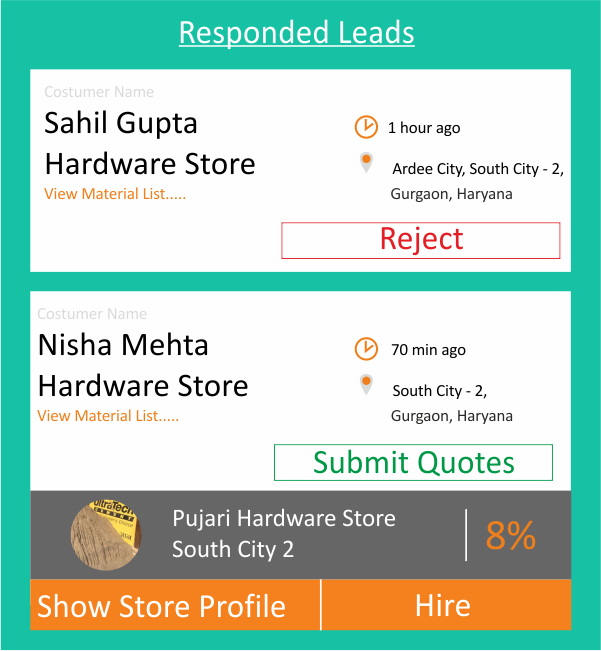 Responded Leads
Costumer Name
Sahil Gupta
Hardware Store
View Material List.....
1 hour ago
Ardee City, South City - 2,
Gurgaon, Haryana
Reject
Costumer Name
Nisha Mehta
Hardware Store
View Material List.....
70 min ago
South City - 2,
Gurgaon, Haryana
Submit Quotes
UltraTech
CEMENT
Pujari Hardware Store
South City 2
8%
Show Store Profile
Hire